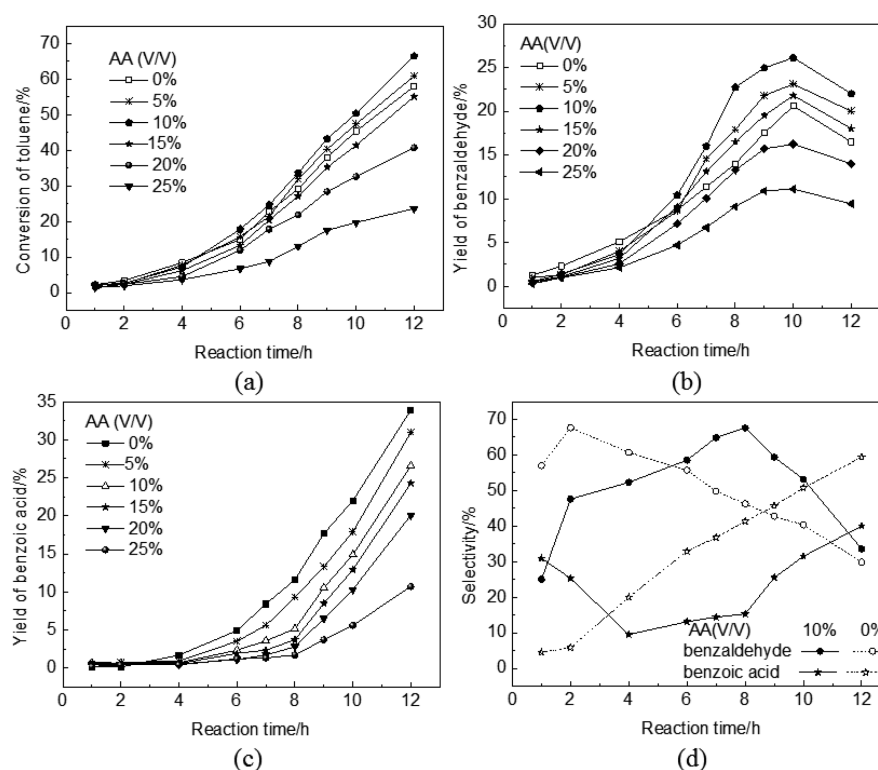 AA (V/V)
0%
5%
10%
15%
20%
25%
Conversion of toluene/%
70
60
50
40
30
20
10
0
0 2 4 6 8 10 12
Reaction time/h
(a)
AA(V/V)
0%
5%
10%
15%
20%
25%
Yield of benzaldehyde/%
30
25
20
15
10
5
0
0 2 4 6 8 10 12
Reaction time/h
(b)
AA (V/V)
0%
5%
10%
15%
20%
25%
Yield of benzoic acid/%
35
30
25
20
15
10
5
0
0 2 4 6 8 10 12
Reaction time/h
(c)
Selectivity/%
70
60
50
40
30
20
10
0
AA(V/V) 10% 0%
benzaldehyde
benzoic acid
0 2 4 6 8 10 12
Reaction time/h
(d)